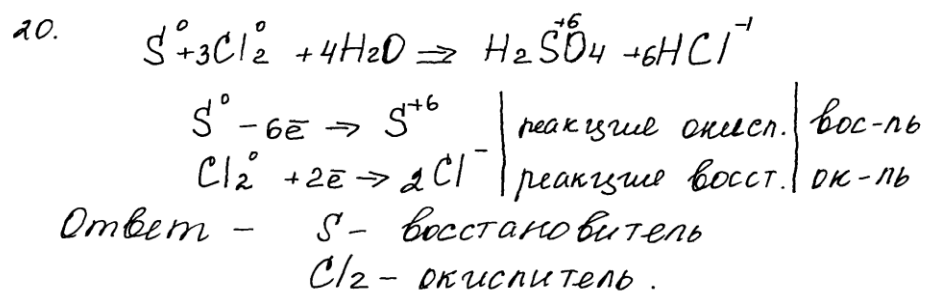 20. S⁰+3Cl₂⁰ +4H₂O ⇒ H₂S⁺⁶O₄ +6HCl⁻¹
S⁰ -6ē ⇒ S⁺⁶ | реакция окисл. | вос-ль
Cl₂⁰ +2ē → 2Cl⁻ | реакция восст. | ок-ль
Ответ - S - восстановитель
Cl₂ - окислитель.